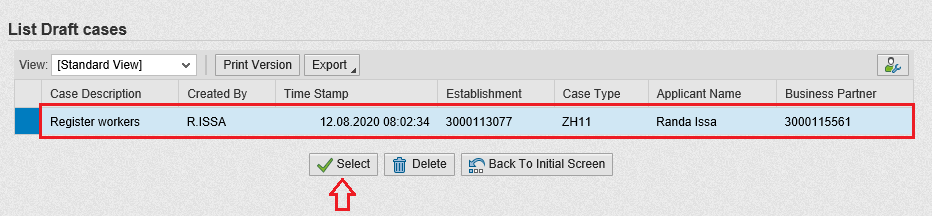 List Draft cases
View: [Standard View] Print Version Export
Case Description Created By Time Stamp Establishment Case Type Applicant Name Business Partner
Register workers R.ISSA 12.08.2020 08:02:34 3000113077 ZH11 Randa Issa 3000115561
Select Delete Back To Initial Screen